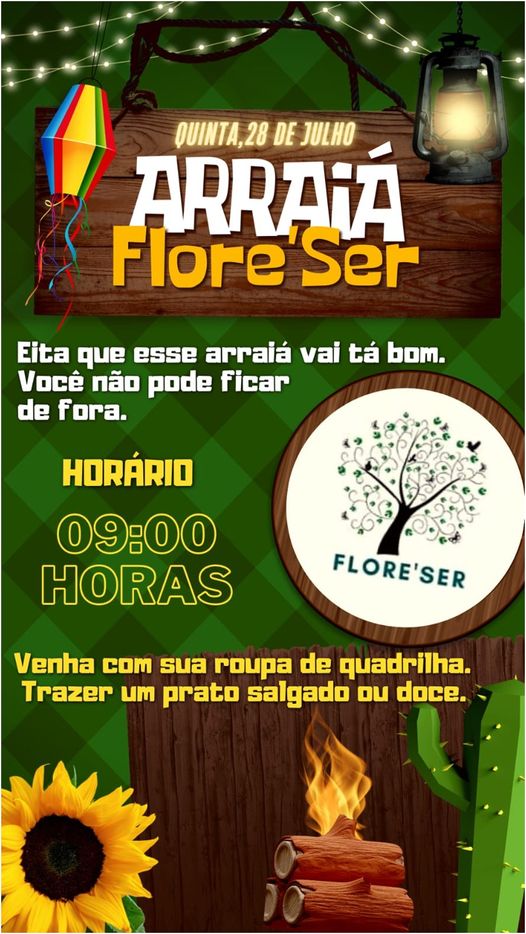 QUINTA,28 DE JULHO
ARRAIÁ
Flore'Ser
Eita que esse arraiá vai tá bom.
Você não pode ficar
de fora.
HORÁRIO
09:00
HORAS
FLORE'SER
Venha com sua roupa de quadrilha.
Trazer um prato salgado ou doce.